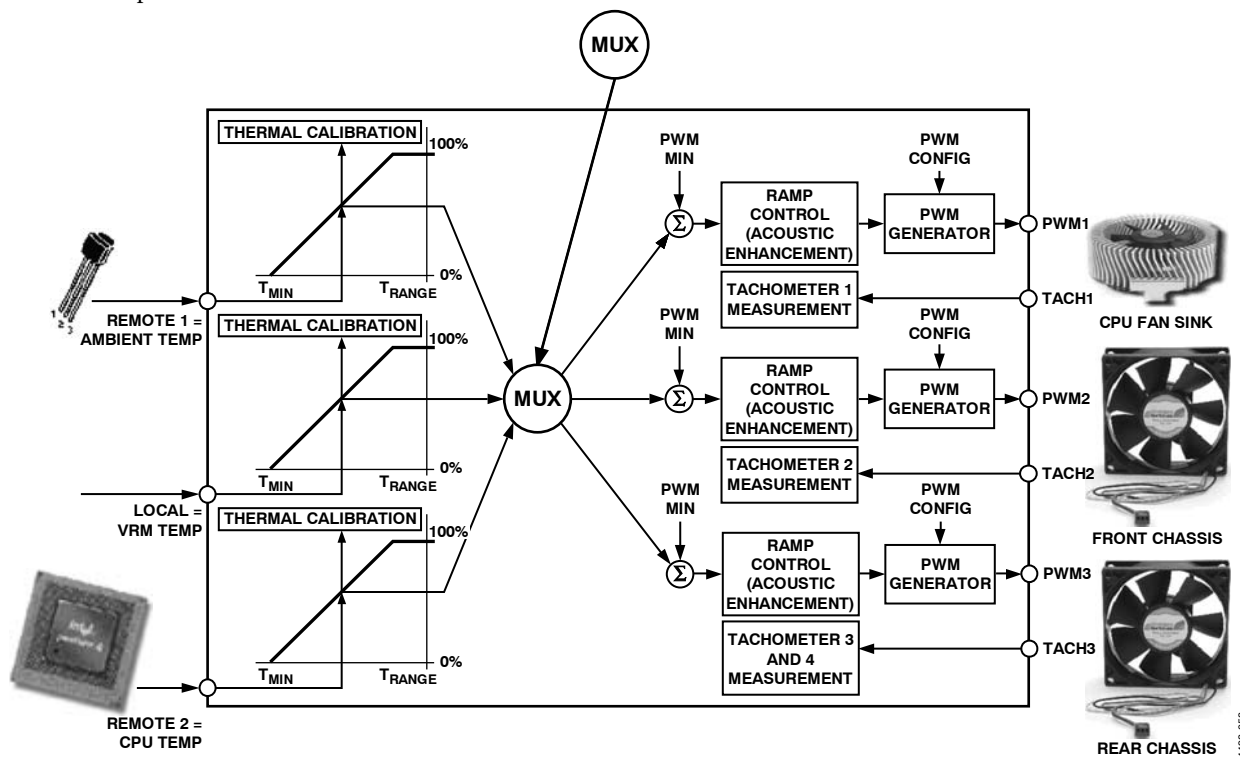 MUX
THERMAL CALIBRATION
100%
0%
TMIN
TRANGE
REMOTE 1 =
AMBIENT TEMP
THERMAL CALIBRATION
100%
0%
TMIN
TRANGE
LOCAL =
VRM TEMP
THERMAL CALIBRATION
100%
0%
TMIN
TRANGE
REMOTE 2 =
CPU TEMP
1
2
3
intel
MUX
PWM
MIN
Σ
RAMP
CONTROL
(ACOUSTIC
ENHANCEMENT)
PWM
CONFIG
PWM
GENERATOR
PWM1
TACHOMETER 1
MEASUREMENT
TACH1
CPU FAN SINK
PWM
MIN
Σ
RAMP
CONTROL
(ACOUSTIC
ENHANCEMENT)
PWM
CONFIG
PWM
GENERATOR
PWM2
TACHOMETER 2
MEASUREMENT
TACH2
FRONT CHASSIS
PWM
MIN
Σ
RAMP
CONTROL
(ACOUSTIC
ENHANCEMENT)
PWM
CONFIG
PWM
GENERATOR
PWM3
TACHOMETER 3
AND 4
MEASUREMENT
TACH3
REAR CHASSIS